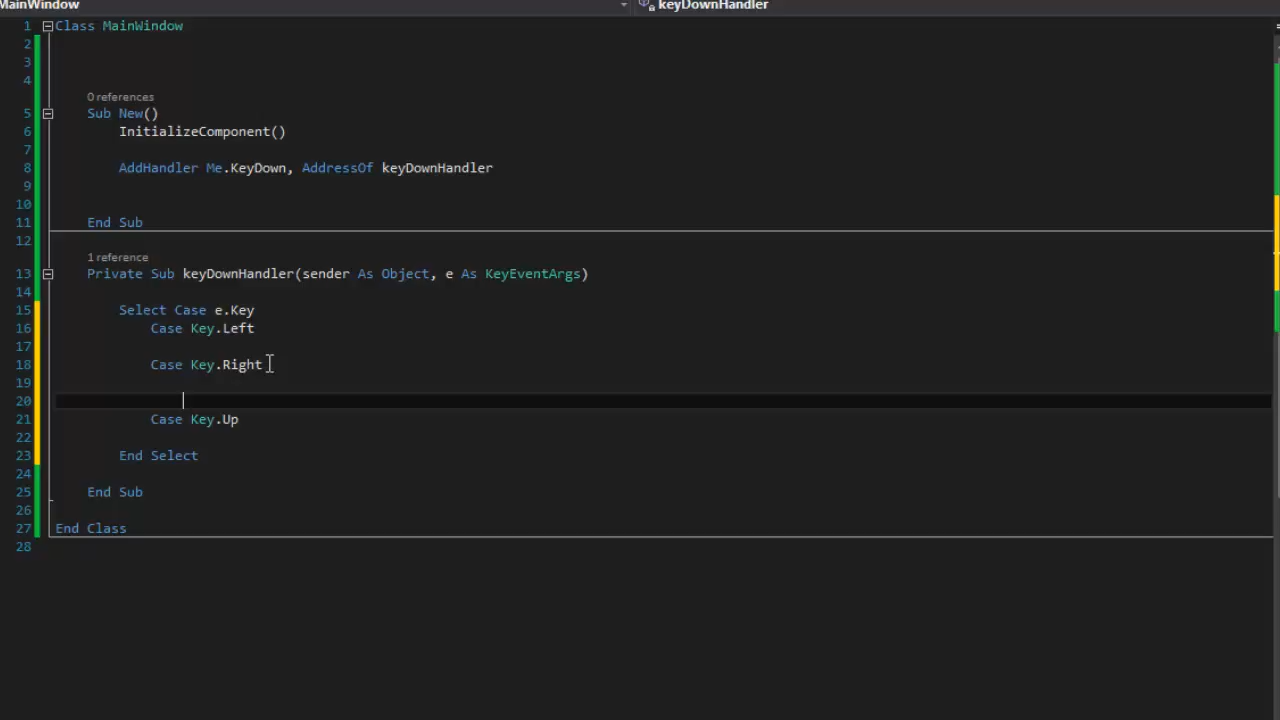 MainWindow keyDownHandler
1 Class MainWindow
2
3
4
0 references
5 Sub New()
6 InitializeComponent()
7
8 AddHandler Me.KeyDown, AddressOf keyDownHandler
9
10
11 End Sub
12
1 reference
13 Private Sub keyDownHandler(sender As Object, e As KeyEventArgs)
14
15 Select Case e.Key
16 Case Key.Left
17
18 Case Key.Right
19
20
21 Case Key.Up
22
23 End Select
24
25 End Sub
26
27 End Class
28